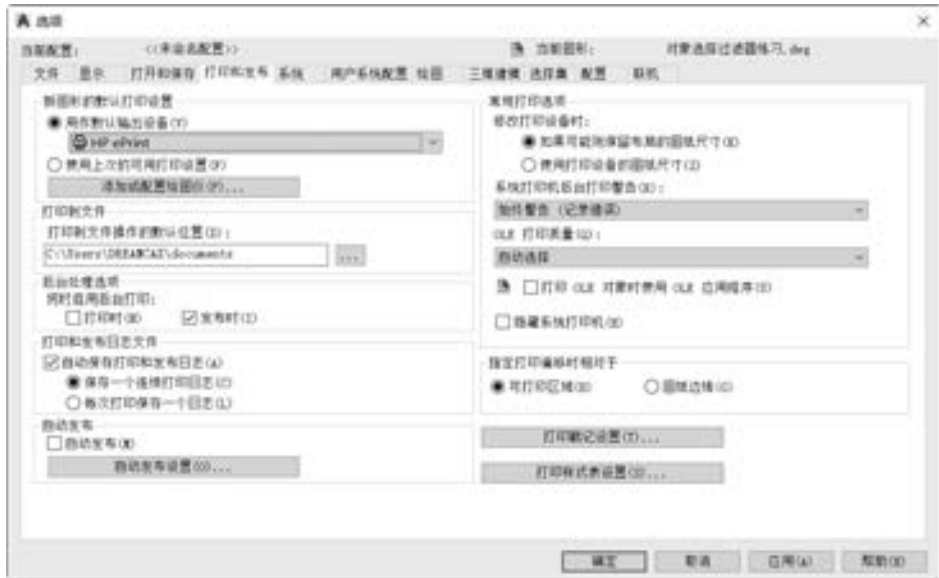 选项
当前配置: <<未命名配置>> 当前图形: 对象选择过滤器练习.dwg
文件 显示 打开和保存 打印和发布 系统 用户系统配置 绘图 三维建模 选择集 配置 联机
新图形的默认打印设置
用作默认输出设备(V)
HP ePrint
使用上次的可用打印设置(F)
添加或配置绘图仪(P)...
打印到文件
打印到文件操作的默认位置(D):
C:\Users\DREAMCAX\documents
...
后台处理选项
何时启用后台打印:
打印时(N) 发布时(I)
打印和发布日志文件
自动保存打印和发布日志(A)
保存一个连续打印日志(C)
每次打印保存一个日志(L)
自动发布
自动发布(M)
自动发布设置(O)...
常规打印选项
修改打印设备时:
如果可能则保留布局的图纸尺寸(K)
使用打印设备的图纸尺寸(Z)
系统打印机后台打印警告(R):
始终警告（记录错误）
OLE 打印质量(Q):
自动选择
打印 OLE 对象时使用 OLE 应用程序(U)
隐藏系统打印机(H)
指定打印偏移时相对于
可打印区域(B) 图纸边缘(G)
打印戳记设置(T)...
打印样式表设置(S)...
确定 取消 应用(A) 帮助(H)